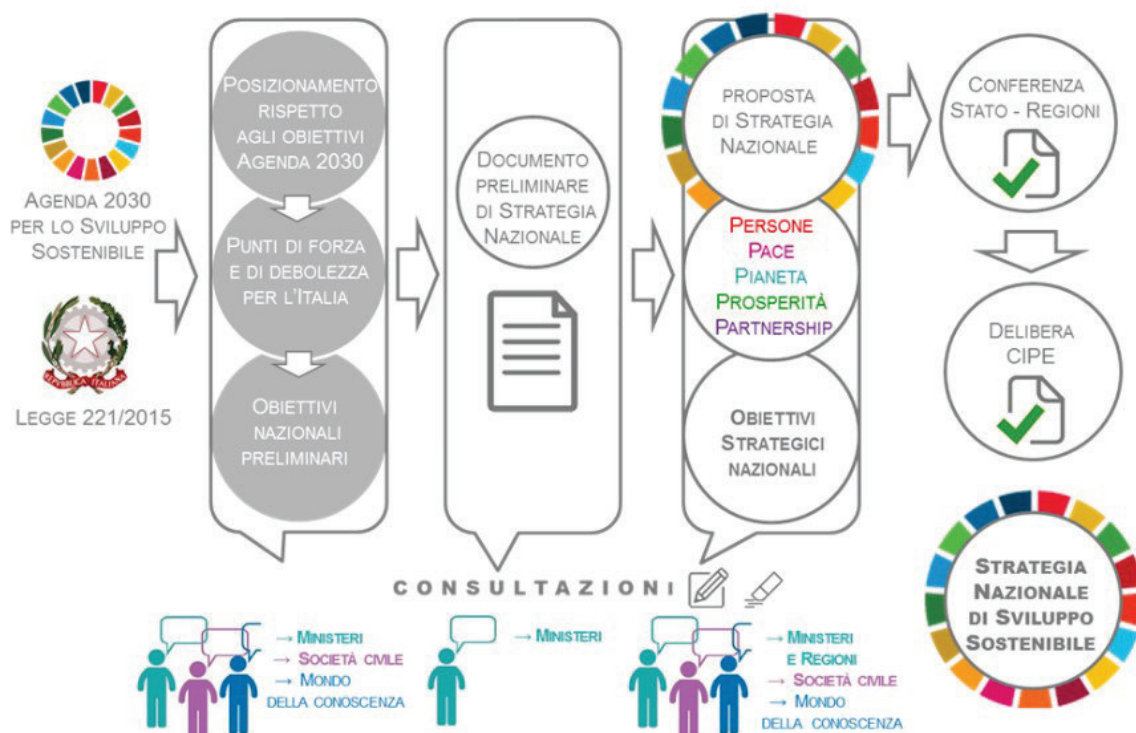 AGENDA 2030
PER LO SVILUPPO
SOSTENIBILE
REPVBBLICA ITALIANA
LEGGE 221/2015
POSIZIONAMENTO
RISPETTO
AGLI OBIETTIVI
AGENDA 2030
PUNTI DI FORZA
E DI DEBOLEZZA
PER L'ITALIA
OBIETTIVI
NAZIONALI
PRELIMINARI
DOCUMENTO
PRELIMINARE
DI STRATEGIA
NAZIONALE
PROPOSTA
DI STRATEGIA
NAZIONALE
PERSONE
PACE
PIANETA
PROSPERITÀ
PARTNERSHIP
OBIETTIVI
STRATEGICI
NAZIONALI
CONFERENZA
STATO - REGIONI
DELIBERA
CIPE
STRATEGIA
NAZIONALE
DI SVILUPPO
SOSTENIBILE
CONSULTAZIONI
→ MINISTERI
→ SOCIETÀ CIVILE
→ MONDO
DELLA CONOSCENZA
→ MINISTERI
→ MINISTERI
E REGIONI
→ SOCIETÀ CIVILE
→ MONDO
DELLA CONOSCENZA